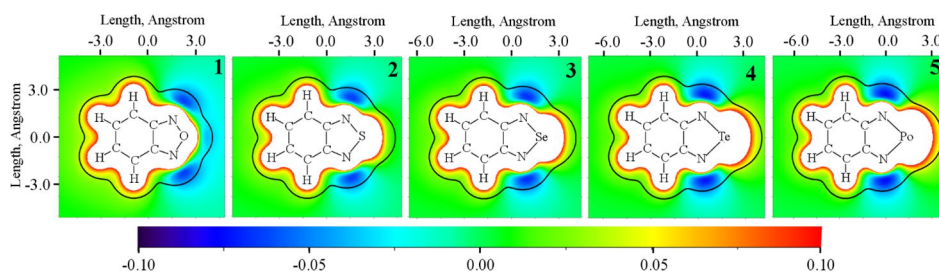 Length, Angstrom Length, Angstrom Length, Angstrom Length, Angstrom Length, Angstrom
-3.0 0.0 3.0 -3.0 0.0 3.0 -6.0 -3.0 0.0 3.0 -6.0 -3.0 0.0 3.0 -6.0 -3.0 0.0 3.0
Length, Angstrom
3.0
0.0
-3.0
1
H
C
H C C N
O
H C C N
C
H
2
H
C
H C C N
S
H C C N
C
H
3
H
C
H C C N
Se
H C C N
C
H
4
H
C
H C C N
Te
H C C N
C
H
5
H
C
H C C N
Po
H C C N
C
H
-0.10 -0.05 0.00 0.05 0.10